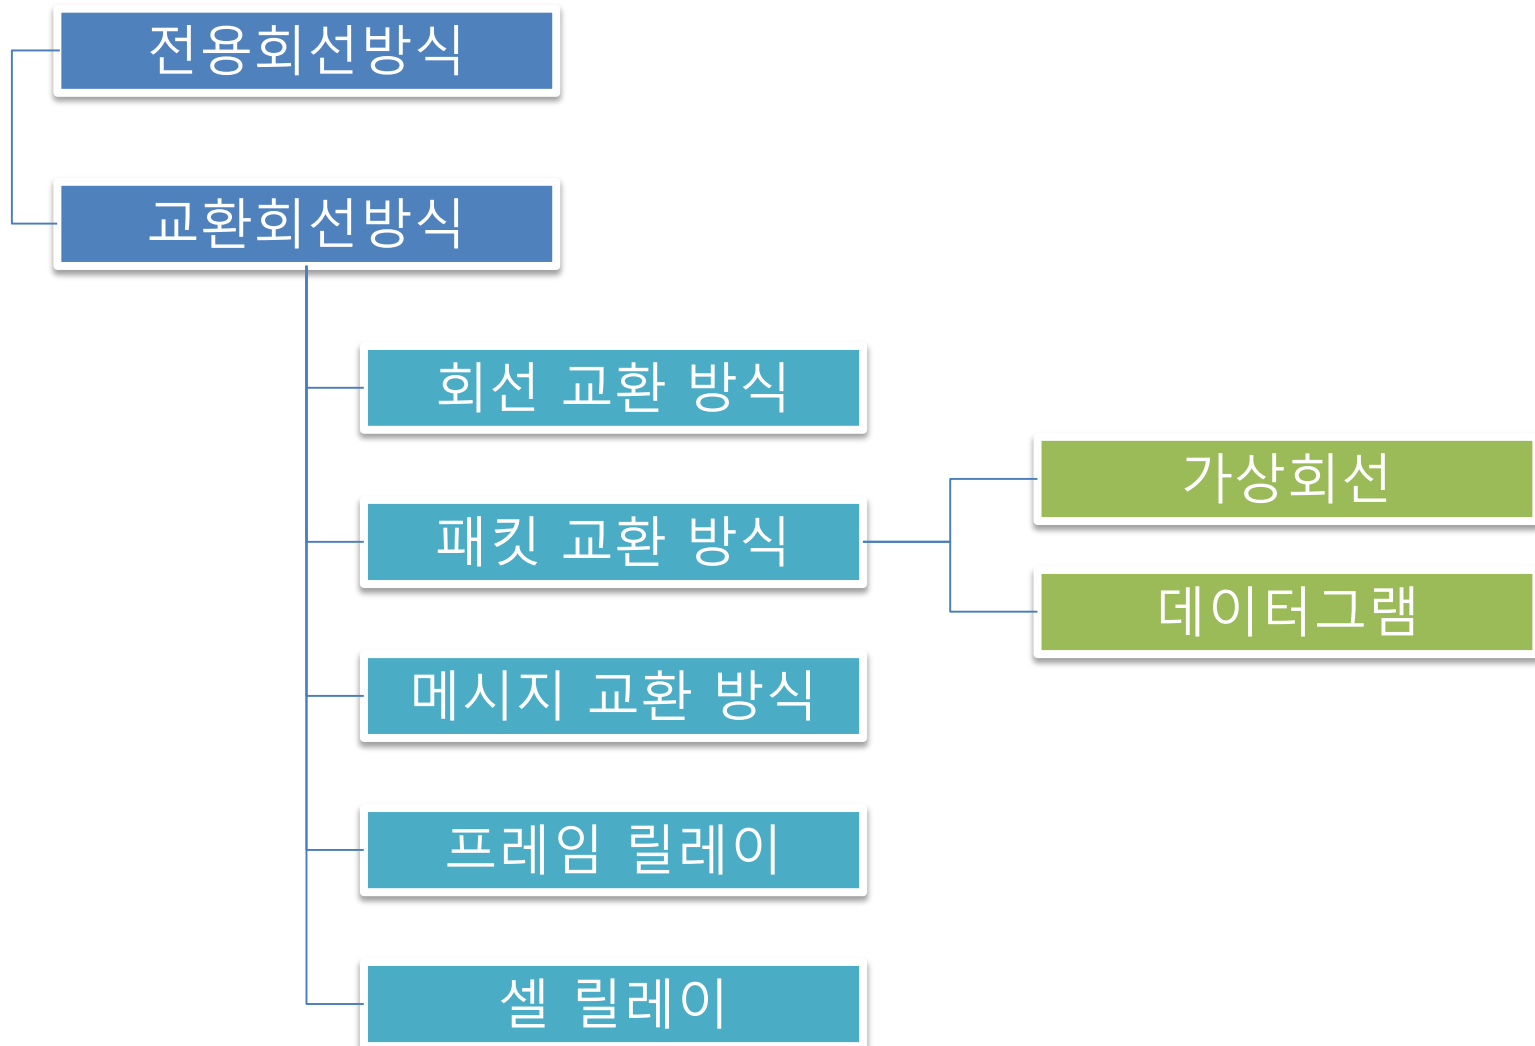 전용회선방식
교환회선방식
회선 교환 방식
패킷 교환 방식
가상회선
데이터그램
메시지 교환 방식
프레임 릴레이
셀 릴레이